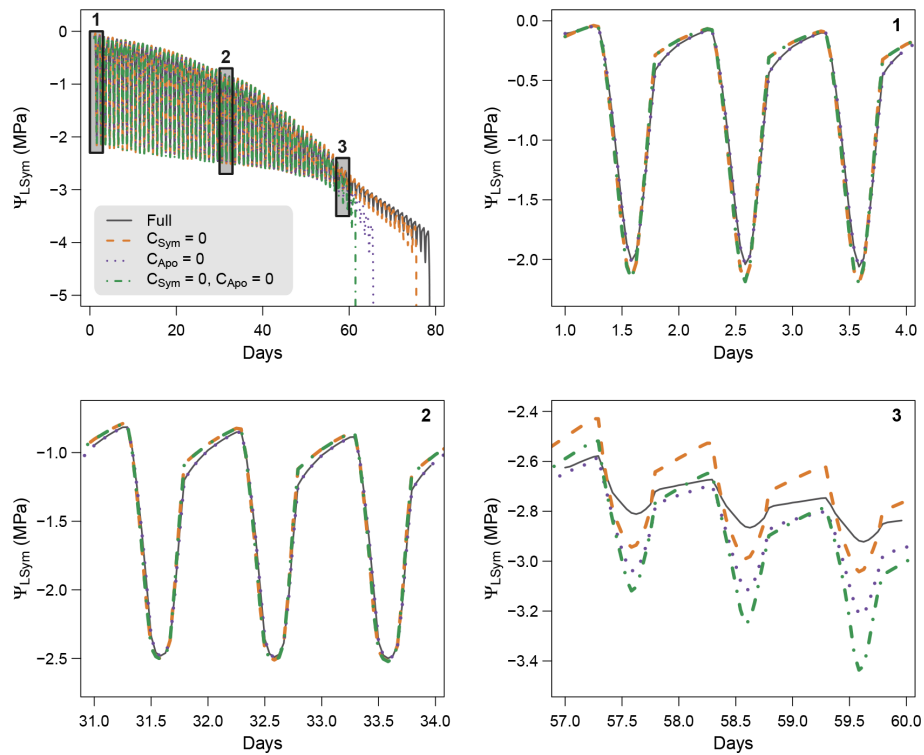 1
2
3
0
−1
−2
−3
−4
−5
Ψ_LSym (MPa)
Full
C_Sym = 0
C_Apo = 0
C_Sym = 0, C_Apo = 0
0 20 40 60 80
Days
1
0.0
−0.5
−1.0
−1.5
−2.0
Ψ_LSym (MPa)
1.0 1.5 2.0 2.5 3.0 3.5 4.0
Days
2
−1.0
−1.5
−2.0
−2.5
Ψ_LSym (MPa)
31.0 31.5 32.0 32.5 33.0 33.5 34.0
Days
3
−2.4
−2.6
−2.8
−3.0
−3.2
−3.4
Ψ_LSym (MPa)
57.0 57.5 58.0 58.5 59.0 59.5 60.0
Days